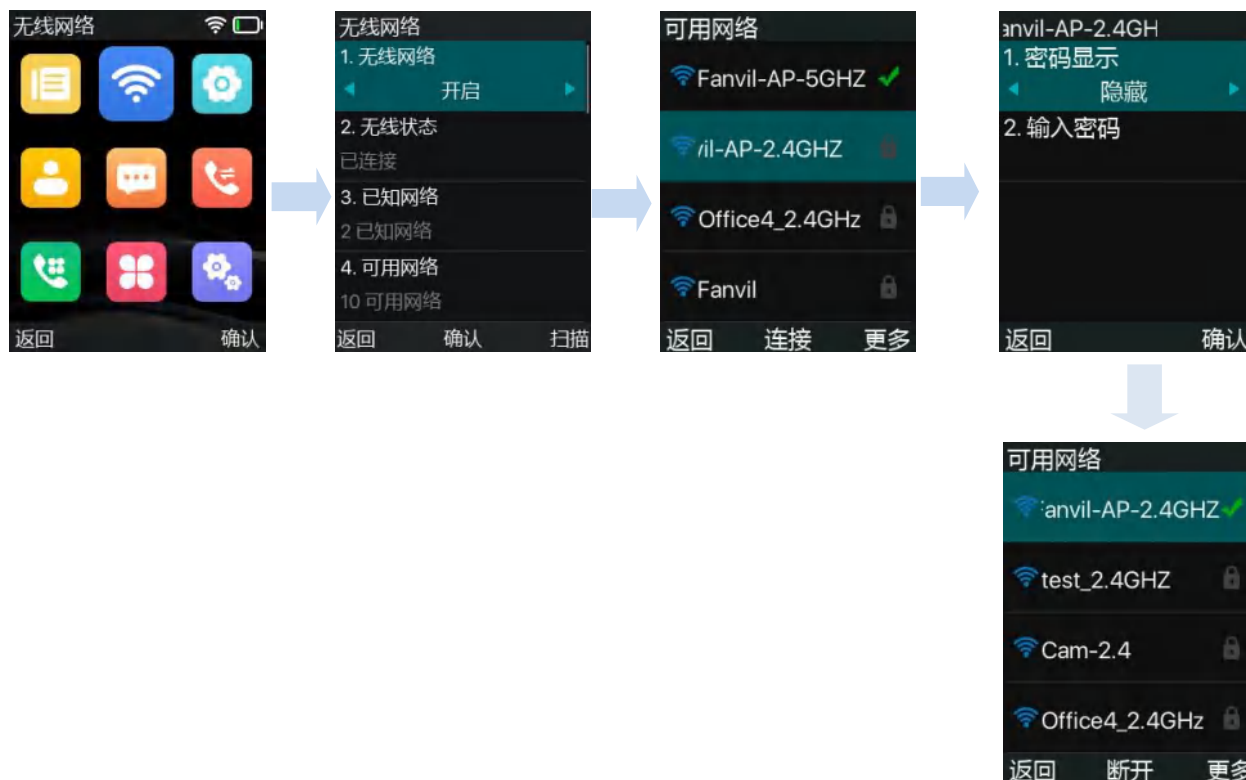 无线网络
返回
确认
无线网络
1. 无线网络
开启
2. 无线状态
已连接
3. 已知网络
2 已知网络
4. 可用网络
10 可用网络
返回 确认 扫描
可用网络
Fanvil-AP-5GHZ
vil-AP-2.4GHZ
Office4_2.4GHz
Fanvil
返回 连接 更多
anvil-AP-2.4GH
1. 密码显示
隐藏
2. 输入密码
返回 确认
可用网络
anvil-AP-2.4GHZ
test_2.4GHZ
Cam-2.4
Office4_2.4GHz
返回 断开 更多